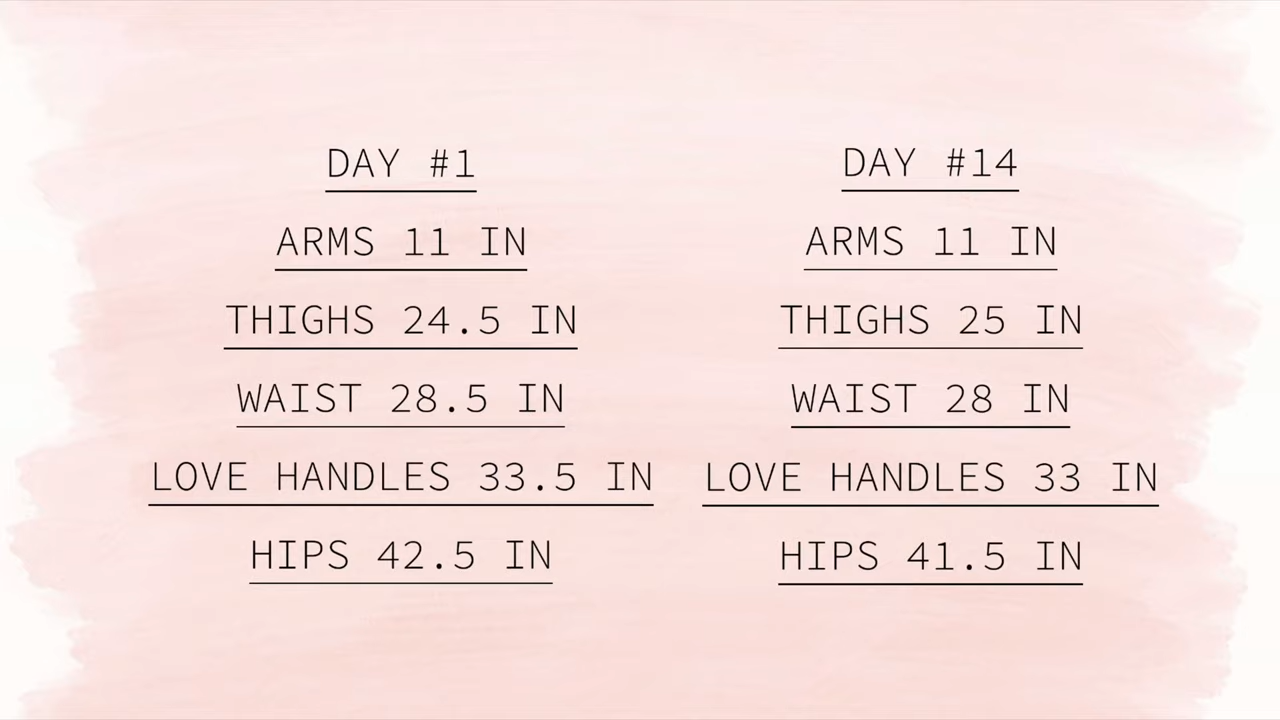 DAY #1
ARMS 11 IN
THIGHS 24.5 IN
WAIST 28.5 IN
LOVE HANDLES 33.5 IN
HIPS 42.5 IN
DAY #14
ARMS 11 IN
THIGHS 25 IN
WAIST 28 IN
LOVE HANDLES 33 IN
HIPS 41.5 IN